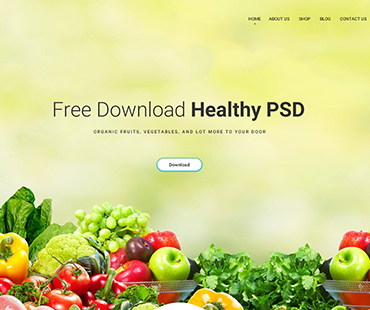 HOME ABOUT US SHOP BLOG CONTACT US
Free Download Healthy PSD
ORGANIC FRUITS, VEGETABLES, AND LOT MORE TO YOUR DOOR
Download